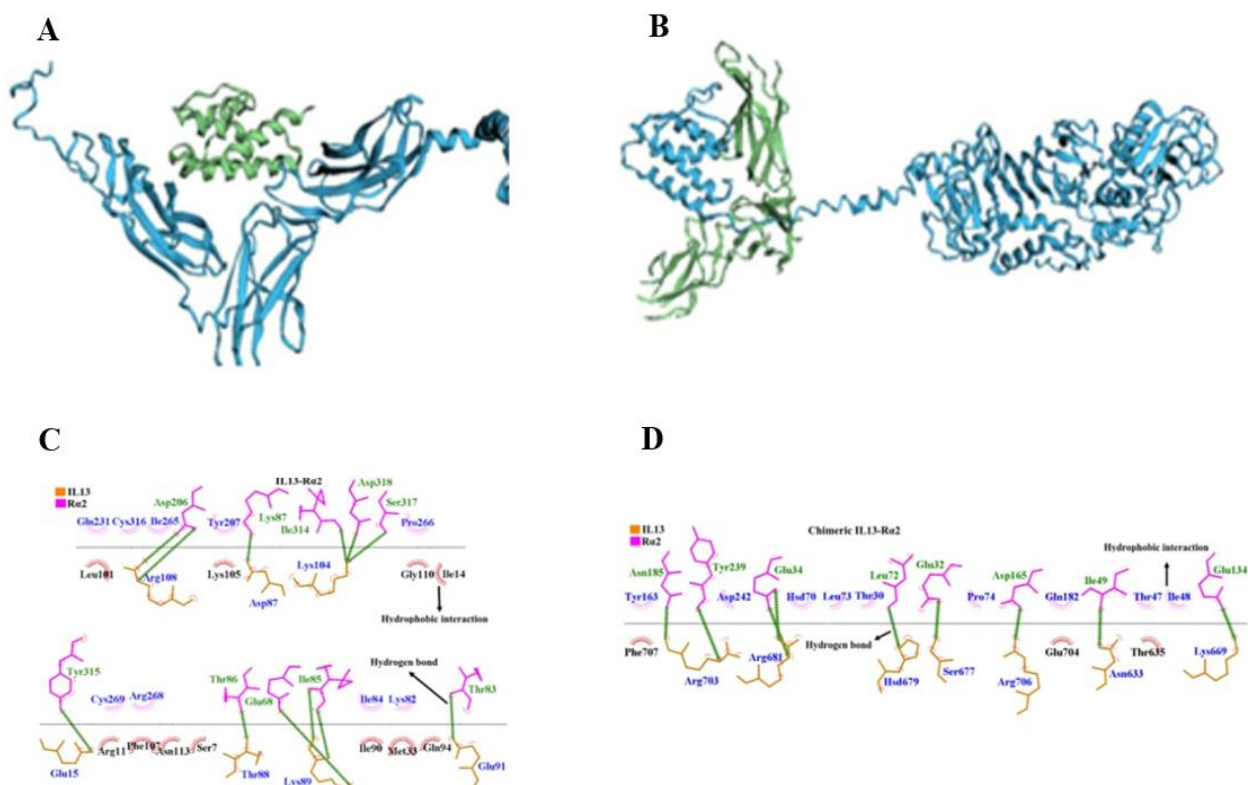 A
B
C
IL13
Rα2
IL13-Rα2
Asp318
Asp206
Ser317
Gln231 Cys316 Ile265 Tyr207 Lys87 Ile314 Pro266
Leu101 Arg108 Lys105 Asp87 Lys104 Gly110 Ile14
Hydrophobic interaction
Hydrogen bond
Tyr315 Cys269 Arg268 Thr86 Glu68 Ile85 Ile84 Lys82 Thr83
Glu15 Arg11 Phe107 Asn113 Ser7 Thr88 Lys89 Ile90 Met33 Gln94 Glu91
D
IL13
Rα2
Chimeric IL13-Rα2
Hydrophobic interaction
Asn185 Tyr239 Glu34 Leu72 Glu32 Asp165 Ile49 Glu134
Tyr163 Asp242 Hsd70 Leu73 Thr30 Pro74 Gln182 Thr47 Ile48
Hydrogen bond
Phe707 Arg703 Arg681 Hsd679 Ser677 Arg706 Glu704 Asn633 Thr635 Lys669